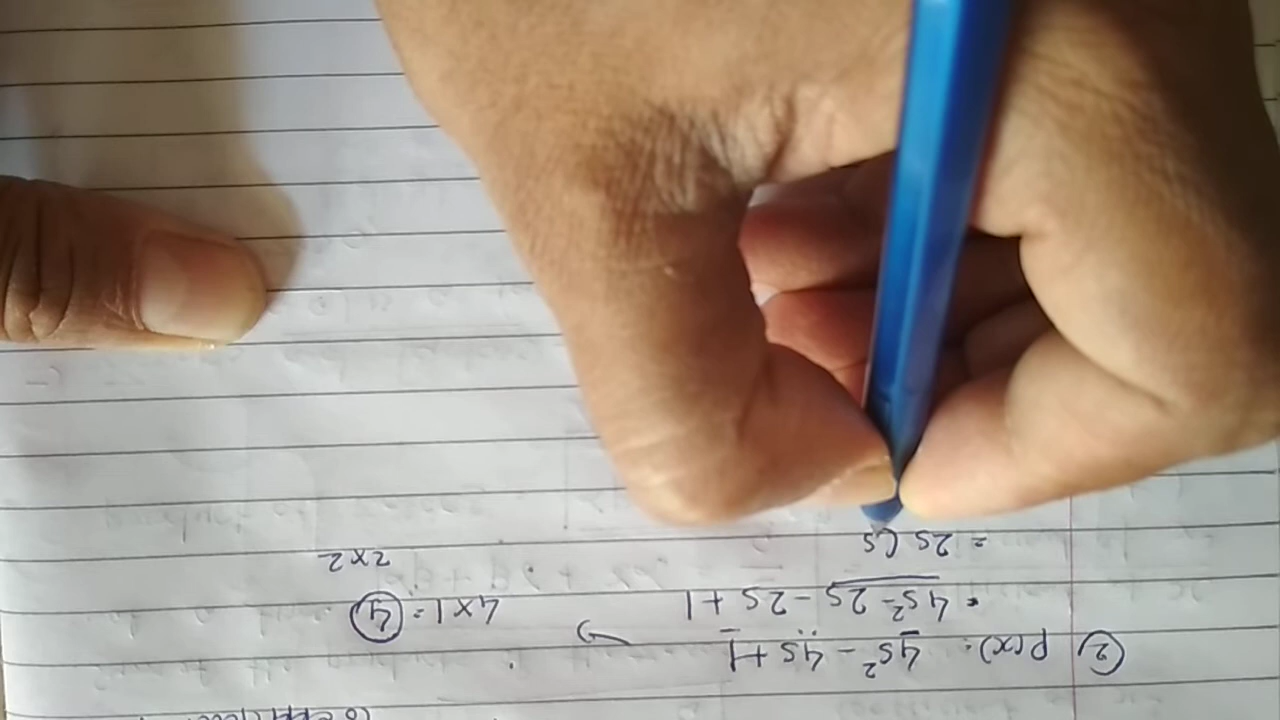 ② P(x) = 4s² - 4s + 1
= 4s² - 2s - 2s + 1 4 x 1 = ④
= 2s (s 2 x 2